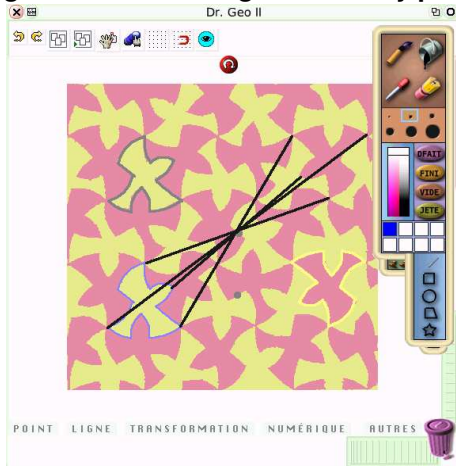 Dr. Geo II
DFAIT
FINI
VIDE
JETE
POINT LIGNE TRANSFORMATION NUMÉRIQUE AUTRES